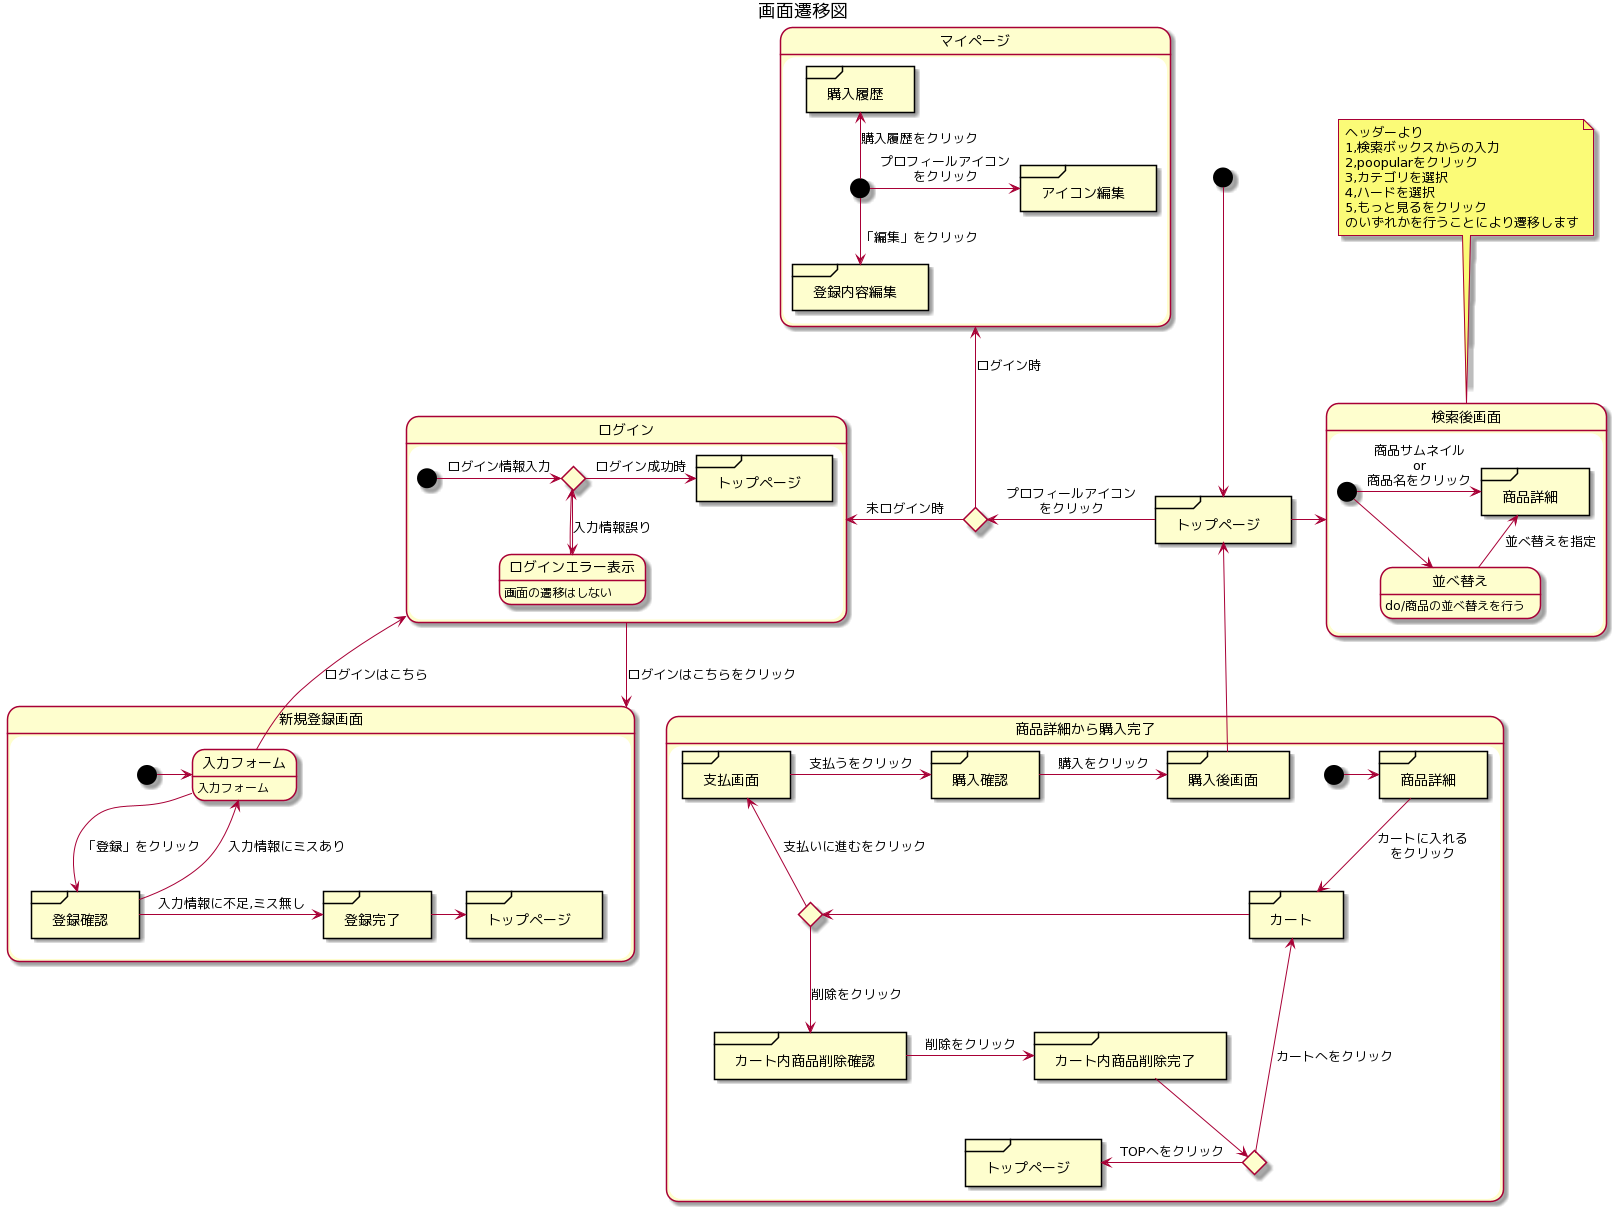 画面遷移図
マイページ
購入履歴
購入履歴をクリック
プロフィールアイコン
をクリック
アイコン編集
「編集」をクリック
登録内容編集
ヘッダーより
1,検索ボックスからの入力
2,poopularをクリック
3,カテゴリを選択
4,ハードを選択
5,もっと見るをクリック
のいずれかを行うことにより遷移します
ログイン時
ログイン
ログイン情報入力
ログイン成功時
トップページ
入力情報誤り
ログインエラー表示
画面の遷移はしない
未ログイン時
プロフィールアイコン
をクリック
トップページ
検索後画面
商品サムネイル
or
商品名をクリック
商品詳細
並べ替えを指定
並べ替え
do/商品の並べ替えを行う
ログインはこちら
ログインはこちらをクリック
新規登録画面
入力フォーム
入力フォーム
「登録」をクリック
入力情報にミスあり
登録確認
入力情報に不足,ミス無し
登録完了
トップページ
商品詳細から購入完了
支払画面
支払うをクリック
購入確認
購入をクリック
購入後画面
商品詳細
支払いに進むをクリック
カートに入れる
をクリック
カート
削除をクリック
カート内商品削除確認
削除をクリック
カート内商品削除完了
カートへをクリック
トップページ
TOPへをクリック